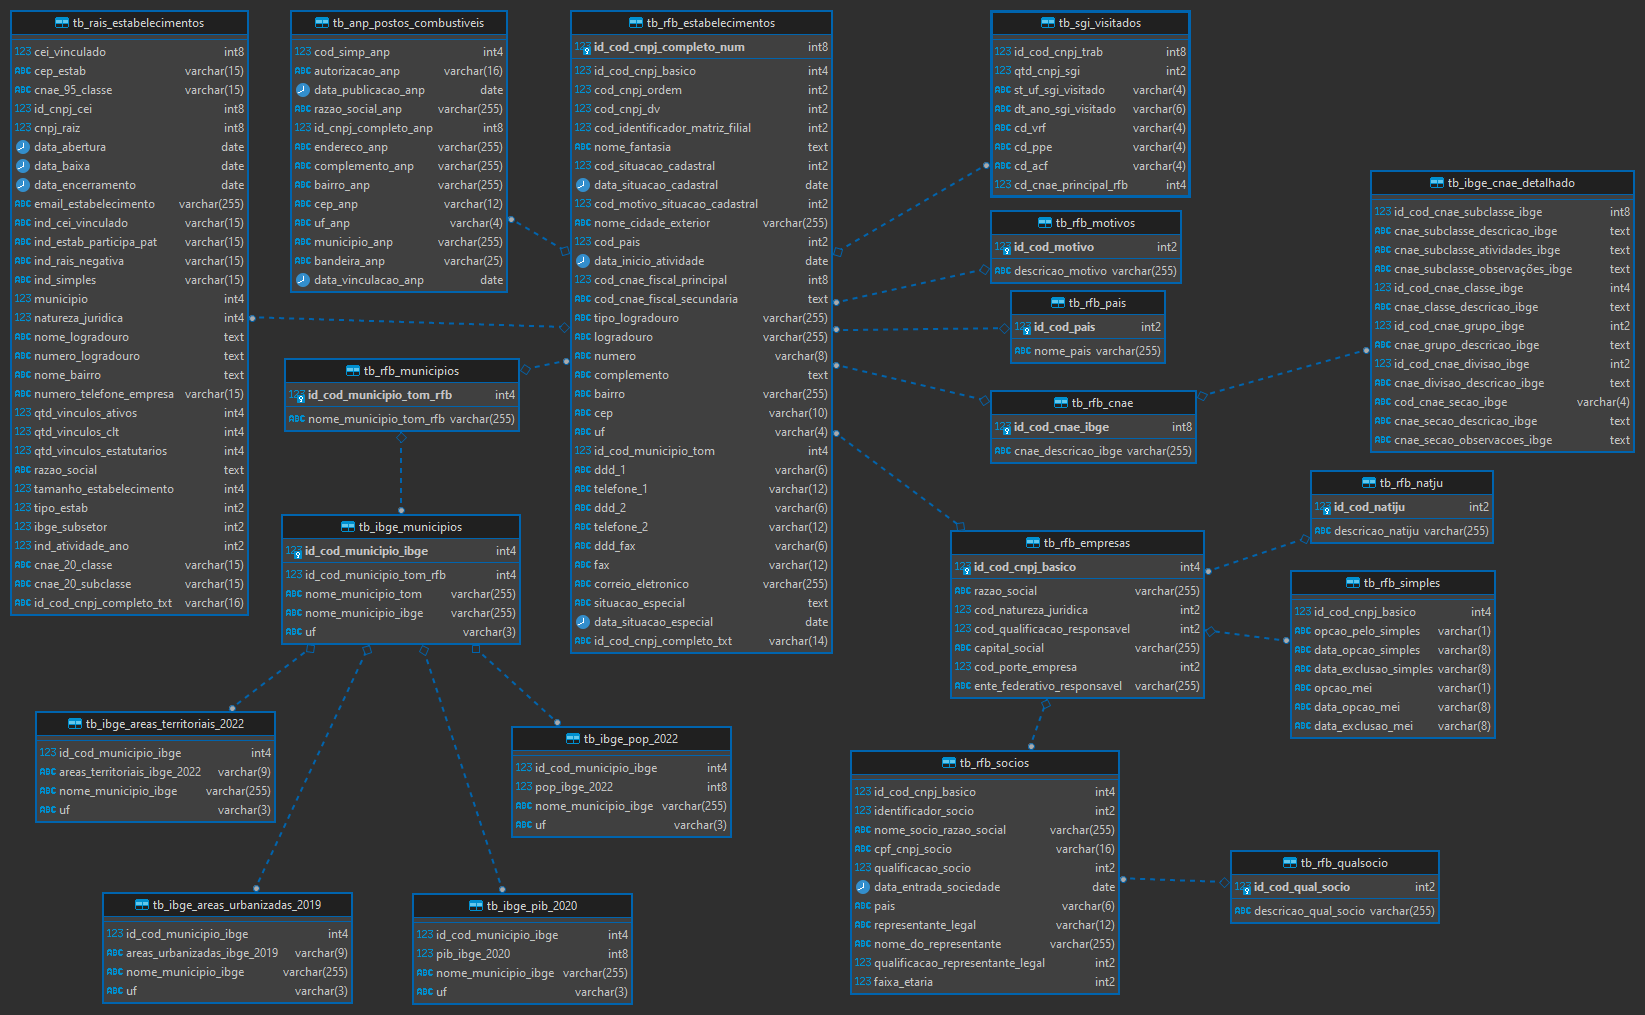 tb_rais_estabelecimentos
123 cei_vinculado int8
ABC cep_estab varchar(15)
ABC cnae_95_classe varchar(15)
123 id_cnpj_cei int8
123 cnpj_raiz int8
data_abertura date
data_baixa date
data_encerramento date
ABC email_estabelecimento varchar(255)
ABC ind_cei_vinculado varchar(15)
ABC ind_estab_participa_pat varchar(15)
ABC ind_rais_negativa varchar(15)
ABC ind_simples varchar(15)
123 municipio int4
123 natureza_juridica int4
ABC nome_logradouro text
ABC numero_logradouro text
ABC nome_bairro text
ABC numero_telefone_empresa varchar(15)
123 qtd_vinculos_ativos int4
123 qtd_vinculos_clt int4
123 qtd_vinculos_estatutarios int4
ABC razao_social text
123 tamanho_estabelecimento int4
123 tipo_estab int2
123 ibge_subsetor int2
123 ind_atividade_ano int2
ABC cnae_20_classe varchar(15)
ABC cnae_20_subclasse varchar(15)
ABC id_cod_cnpj_completo_txt varchar(16)
tb_anp_postos_combustiveis
123 cod_simp_anp int4
ABC autorizacao_anp varchar(16)
data_publicacao_anp date
ABC razao_social_anp varchar(255)
123 id_cnpj_completo_anp int8
ABC endereco_anp varchar(255)
ABC complemento_anp varchar(255)
ABC bairro_anp varchar(255)
ABC cep_anp varchar(12)
ABC uf_anp varchar(4)
ABC municipio_anp varchar(255)
ABC bandeira_anp varchar(25)
data_vinculacao_anp date
tb_rfb_estabelecimentos
123 id_cod_cnpj_completo_num int8
123 id_cod_cnpj_basico int4
123 cod_cnpj_ordem int2
123 cod_cnpj_dv int2
123 cod_identificador_matriz_filial int2
ABC nome_fantasia text
123 cod_situacao_cadastral int2
data_situacao_cadastral date
123 cod_motivo_situacao_cadastral int2
ABC nome_cidade_exterior varchar(255)
123 cod_pais int2
data_inicio_atividade date
123 cod_cnae_fiscal_principal int8
ABC cod_cnae_fiscal_secundaria text
ABC tipo_logradouro varchar(255)
ABC logradouro varchar(255)
ABC numero varchar(8)
ABC complemento text
ABC bairro varchar(255)
ABC cep varchar(10)
ABC uf varchar(4)
123 id_cod_municipio_tom int4
ABC ddd_1 varchar(6)
ABC telefone_1 varchar(12)
ABC ddd_2 varchar(6)
ABC telefone_2 varchar(12)
ABC ddd_fax varchar(6)
ABC fax varchar(12)
ABC correio_eletronico varchar(255)
ABC situacao_especial text
data_situacao_especial date
ABC id_cod_cnpj_completo_txt varchar(14)
tb_sgi_visitados
123 id_cod_cnpj_trab int8
123 qtd_cnpj_sgi int2
ABC st_uf_sgi_visitado varchar(4)
ABC dt_ano_sgi_visitado varchar(6)
ABC cd_vrf varchar(4)
ABC cd_ppe varchar(4)
ABC cd_acf varchar(4)
123 cd_cnae_principal_rfb int4
tb_rfb_motivos
123 id_cod_motivo int2
ABC descricao_motivo varchar(255)
tb_rfb_pais
123 id_cod_pais int2
ABC nome_pais varchar(255)
tb_rfb_cnae
123 id_cod_cnae_ibge int8
ABC cnae_descricao_ibge varchar(255)
tb_ibge_cnae_detalhado
123 id_cod_cnae_subclasse_ibge int8
ABC cnae_subclasse_descricao_ibge text
ABC cnae_subclasse_atividades_ibge text
ABC cnae_subclasse_observações_ibge text
123 id_cod_cnae_classe_ibge int4
ABC cnae_classe_descricao_ibge text
123 id_cod_cnae_grupo_ibge int2
ABC cnae_grupo_descricao_ibge text
123 id_cod_cnae_divisao_ibge int2
ABC cnae_divisao_descricao_ibge text
ABC cod_cnae_secao_ibge varchar(4)
ABC cnae_secao_descricao_ibge text
ABC cnae_secao_observacoes_ibge text
tb_rfb_municipios
123 id_cod_municipio_tom_rfb int4
ABC nome_municipio_tom_rfb varchar(255)
tb_ibge_municipios
123 id_cod_municipio_ibge int4
123 id_cod_municipio_tom_rfb int4
ABC nome_municipio_tom varchar(255)
ABC nome_municipio_ibge varchar(255)
ABC uf varchar(3)
tb_rfb_natju
123 id_cod_natiju int2
ABC descricao_natiju varchar(255)
tb_rfb_empresas
123 id_cod_cnpj_basico int4
ABC razao_social varchar(255)
123 cod_natureza_juridica int2
123 cod_qualificacao_responsavel int2
ABC capital_social varchar(255)
123 cod_porte_empresa int2
ABC ente_federativo_responsavel varchar(255)
tb_rfb_simples
123 id_cod_cnpj_basico int4
ABC opcao_pelo_simples varchar(1)
ABC data_opcao_simples varchar(8)
ABC data_exclusao_simples varchar(8)
ABC opcao_mei varchar(1)
ABC data_opcao_mei varchar(8)
ABC data_exclusao_mei varchar(8)
tb_ibge_areas_territoriais_2022
123 id_cod_municipio_ibge int4
ABC areas_territoriais_ibge_2022 varchar(9)
ABC nome_municipio_ibge varchar(255)
ABC uf varchar(3)
tb_ibge_pop_2022
123 id_cod_municipio_ibge int4
123 pop_ibge_2022 int8
ABC nome_municipio_ibge varchar(255)
ABC uf varchar(3)
tb_rfb_socios
123 id_cod_cnpj_basico int4
123 identificador_socio int2
ABC nome_socio_razao_social varchar(255)
ABC cpf_cnpj_socio varchar(16)
123 qualificacao_socio int2
data_entrada_sociedade date
ABC pais varchar(6)
ABC representante_legal varchar(12)
ABC nome_do_representante varchar(255)
123 qualificacao_representante_legal int2
123 faixa_etaria int2
tb_rfb_qualsocio
123 id_cod_qual_socio int2
ABC descricao_qual_socio varchar(255)
tb_ibge_areas_urbanizadas_2019
123 id_cod_municipio_ibge int4
ABC areas_urbanizadas_ibge_2019 varchar(9)
ABC nome_municipio_ibge varchar(255)
ABC uf varchar(3)
tb_ibge_pib_2020
123 id_cod_municipio_ibge int4
123 pib_ibge_2020 int8
ABC nome_municipio_ibge varchar(255)
ABC uf varchar(3)